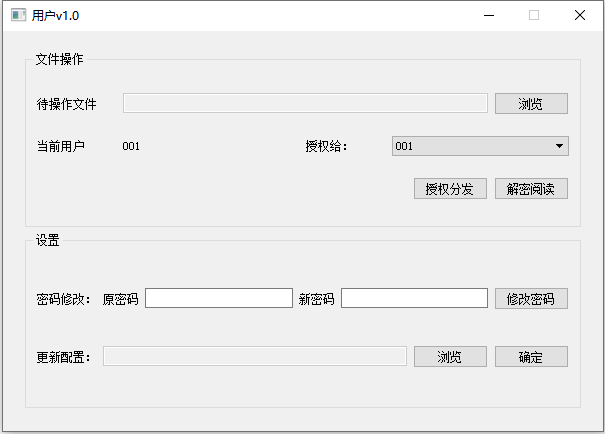 用户v1.0
文件操作
待操作文件 浏览
当前用户 001 授权给： 001
授权分发 解密阅读
设置
密码修改： 原密码 新密码 修改密码
更新配置： 浏览 确定